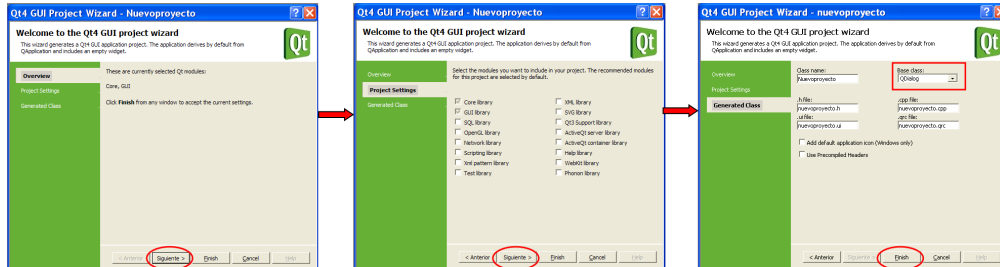 Qt4 GUI Project Wizard - Nuevoproyecto
Welcome to the Qt4 GUI project wizard
This wizard generates a Qt4 GUI application project. The application derives by default from
QApplication and includes an empty widget.
Qt
Overview
Project Settings
Generated Class
These are currently selected Qt modules:
Core, GUI
Click Finish from any window to accept the current settings.
< Anterior
Siguiente >
Finish
Cancel
Help
Qt4 GUI Project Wizard - Nuevoproyecto
Welcome to the Qt4 GUI project wizard
This wizard generates a Qt4 GUI application project. The application derives by default from
QApplication and includes an empty widget.
Qt
Overview
Project Settings
Generated Class
Select the modules you want to include in your project. The recommended modules
for this project are selected by default.
Core library
GUI library
SQL library
OpenGL library
Network library
Scripting library
Xml pattern library
Test library
XML library
SVG library
Qt3 Support library
ActiveQt server library
ActiveQt container library
Help library
WebKit library
Phonon library
< Anterior
Siguiente >
Finish
Cancel
Help
Qt4 GUI Project Wizard - nuevoproyecto
Welcome to the Qt4 GUI project wizard
This wizard generates a Qt4 GUI application project. The application derives by default from
QApplication and includes an empty widget.
Qt
Overview
Project Settings
Generated Class
Class name:
Nuevoproyecto
Base class:
QDialog
.h file:
nuevoproyecto.h
.cpp file:
nuevoproyecto.cpp
.ui file:
nuevoproyecto.ui
.qrc file:
nuevoproyecto.qrc
Add default application icon (Windows only)
Use Precompiled Headers
< Anterior
Siguiente >
Finish
Cancel
Help